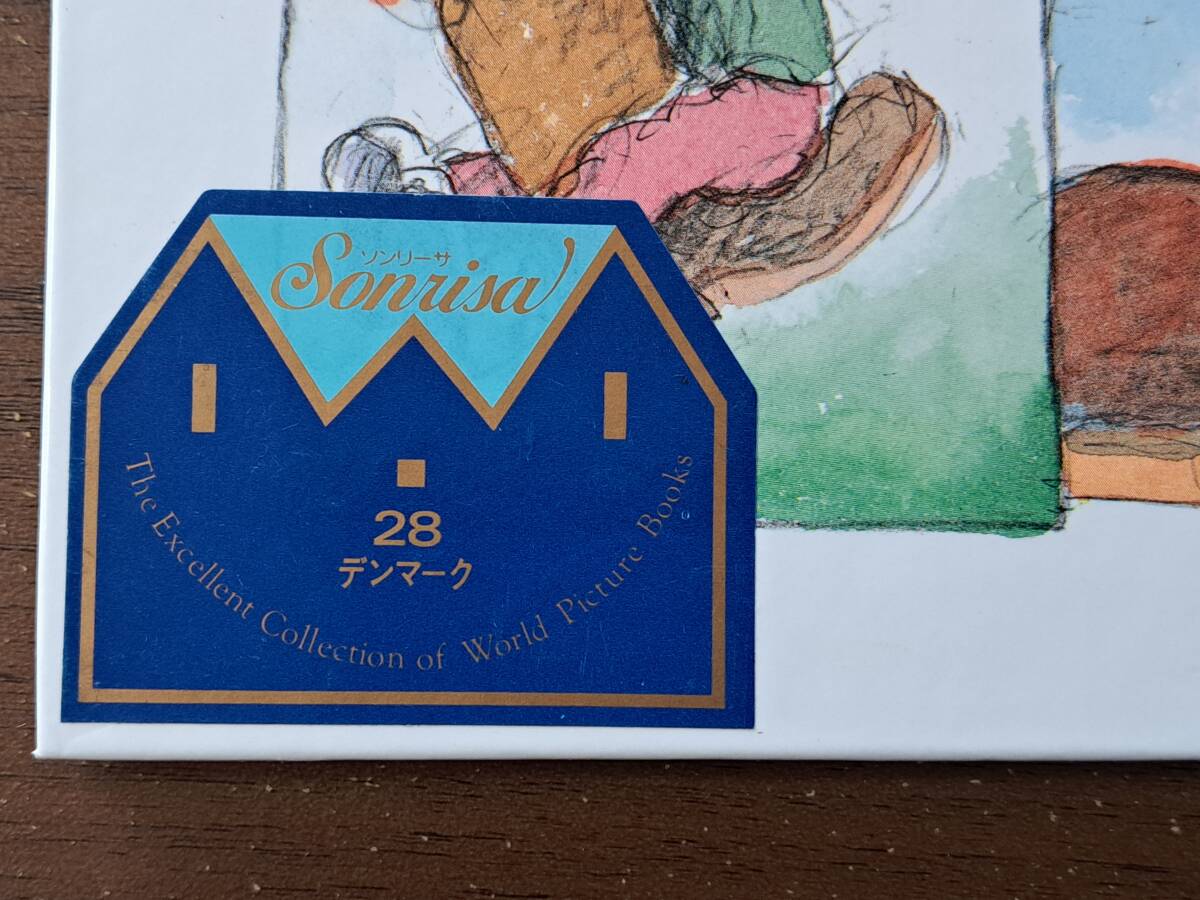 ソンリーサ
Sonrisa
28
デンマーク
The Excellent Collection of World Picture Books